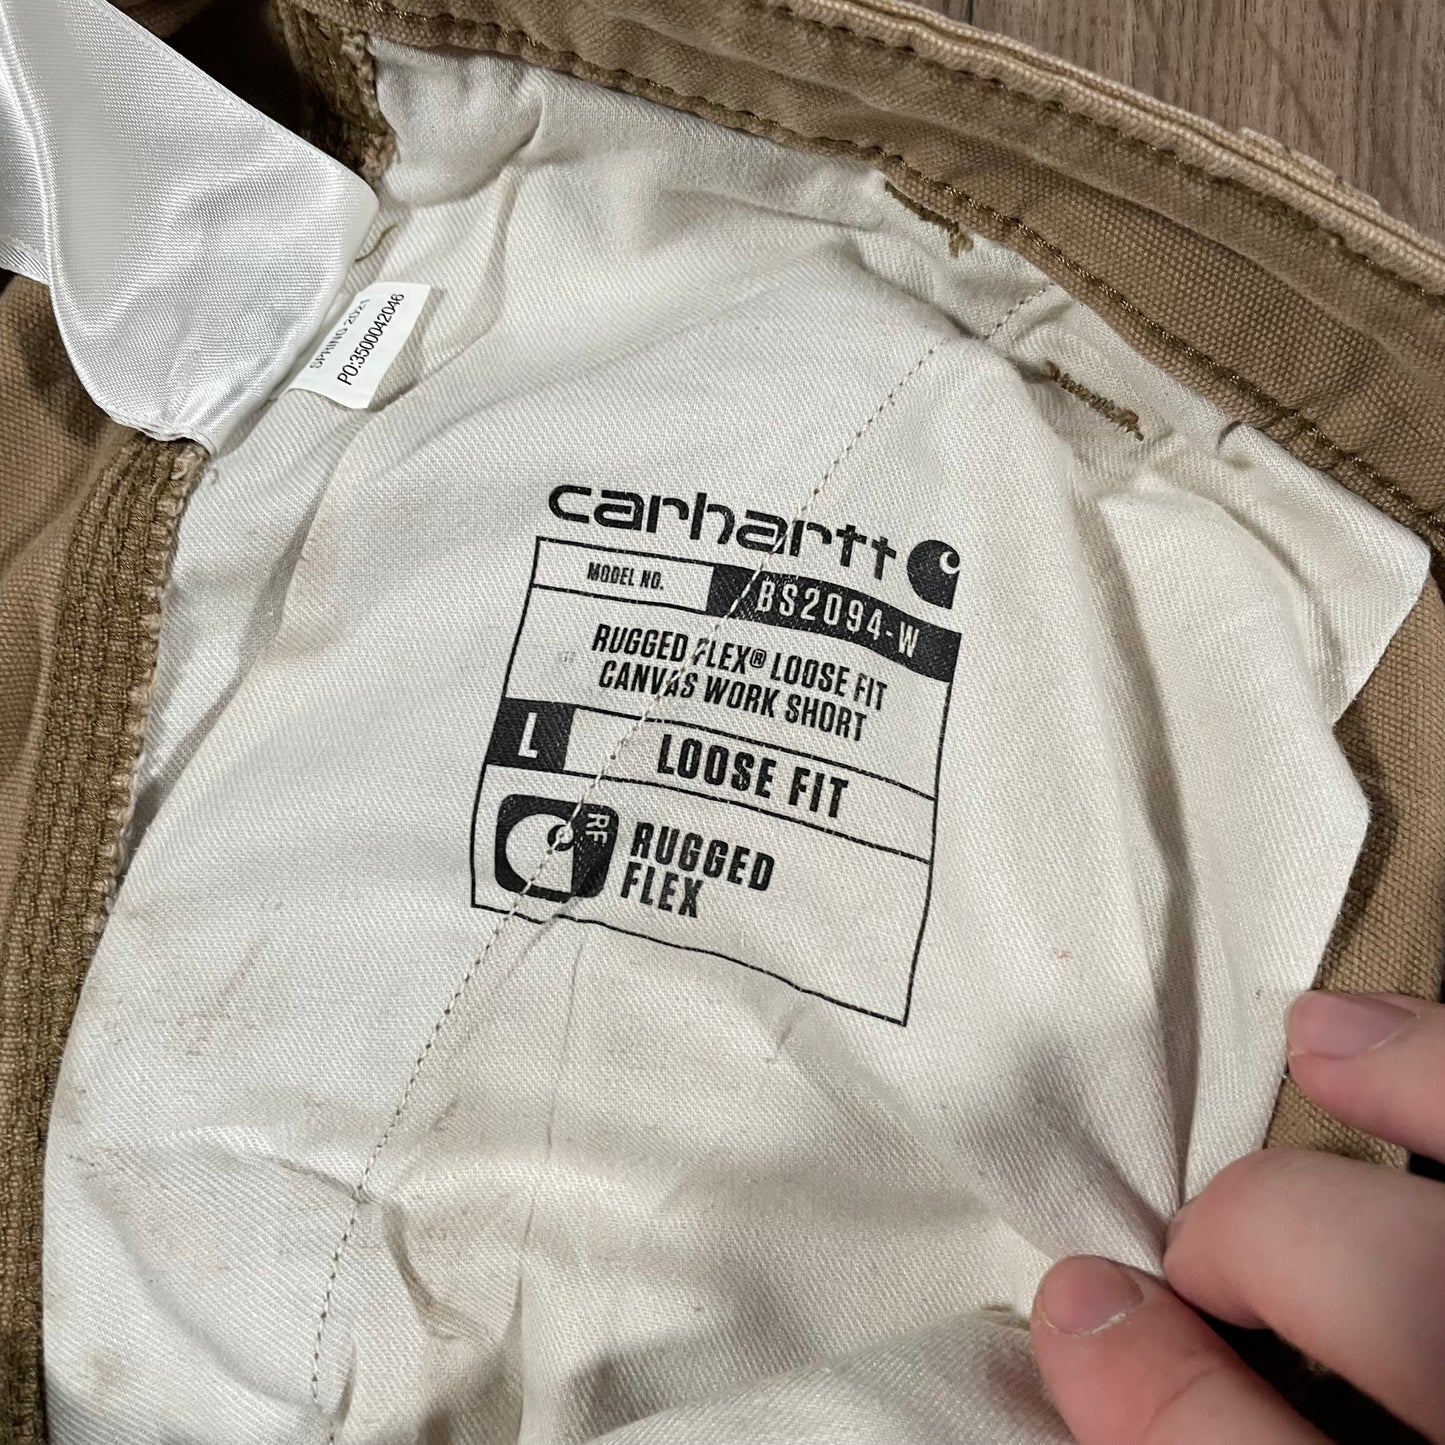 SPRING 2021
PO:3500042046
carhartt
MODEL NO. BS2094-W
RUGGED FLEX® LOOSE FIT
CANVAS WORK SHORT
L LOOSE FIT
RF
RUGGED
FLEX